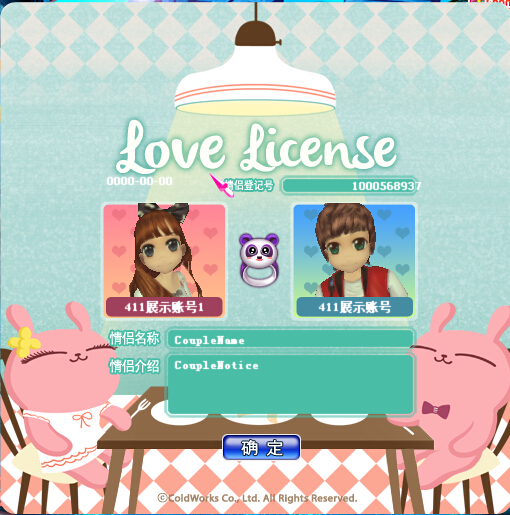 Love License
0000-00-00
情侣登记号 1000568937
411展示账号1
411展示账号
情侣名称 CoupleName
情侣介绍 CoupleNotice
确 定
©ColdWorks Co., Ltd. All Rights Reserved.